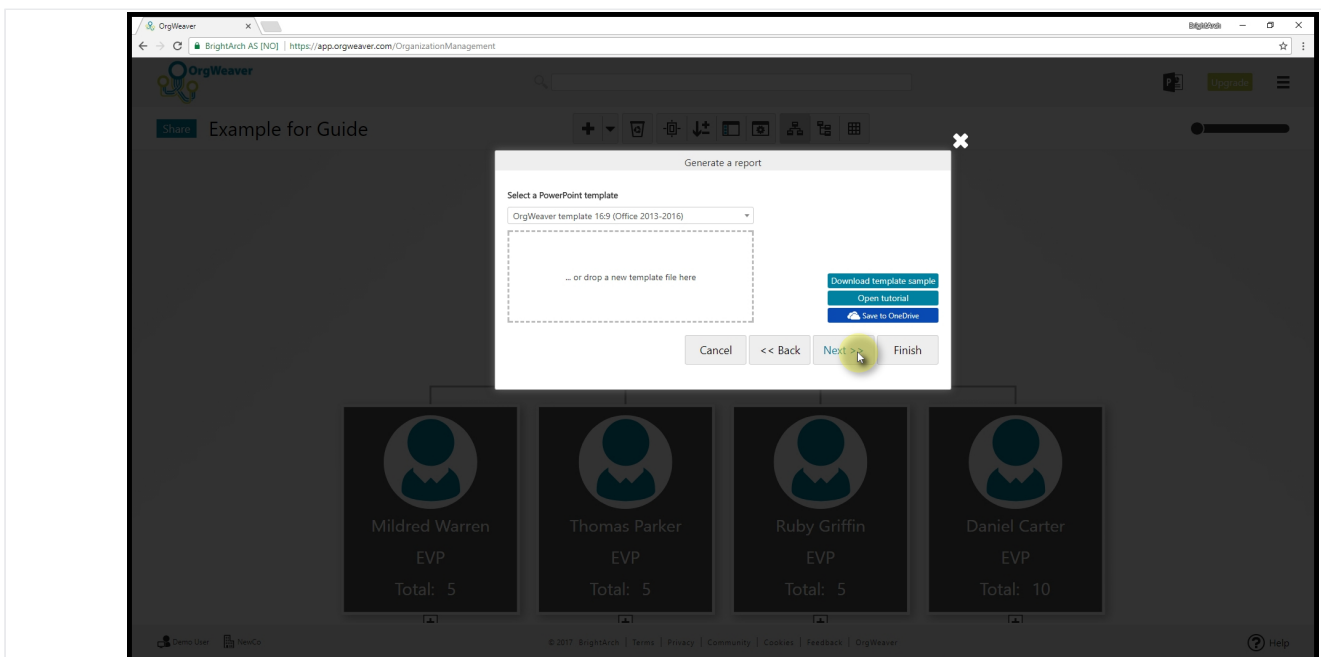 OrgWeaver
BrightArch
BrightArch AS [NO] | https://app.orgweaver.com/OrganizationManagement
OrgWeaver
Upgrade
Share Example for Guide
Generate a report
Select a PowerPoint template
OrgWeaver template 16:9 (Office 2013-2016)
... or drop a new template file here
Download template sample
Open tutorial
Save to OneDrive
Cancel << Back Next >> Finish
Mildred Warren Thomas Parker Ruby Griffin Daniel Carter
EVP EVP EVP EVP
Total: 5 Total: 5 Total: 5 Total: 10
Demo User NewCo © 2017 BrightArch | Terms | Privacy | Community | Cookies | Feedback | OrgWeaver Help